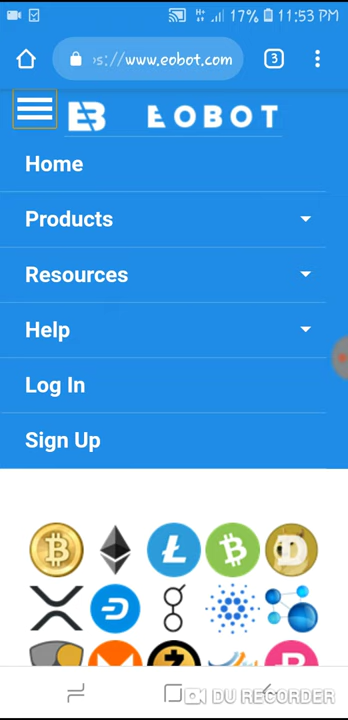 17% 11:53 PM
s://www.eobot.com
3
EB EOBOT
Home
Products
Resources
Help
Log In
Sign Up
DU RECORDER